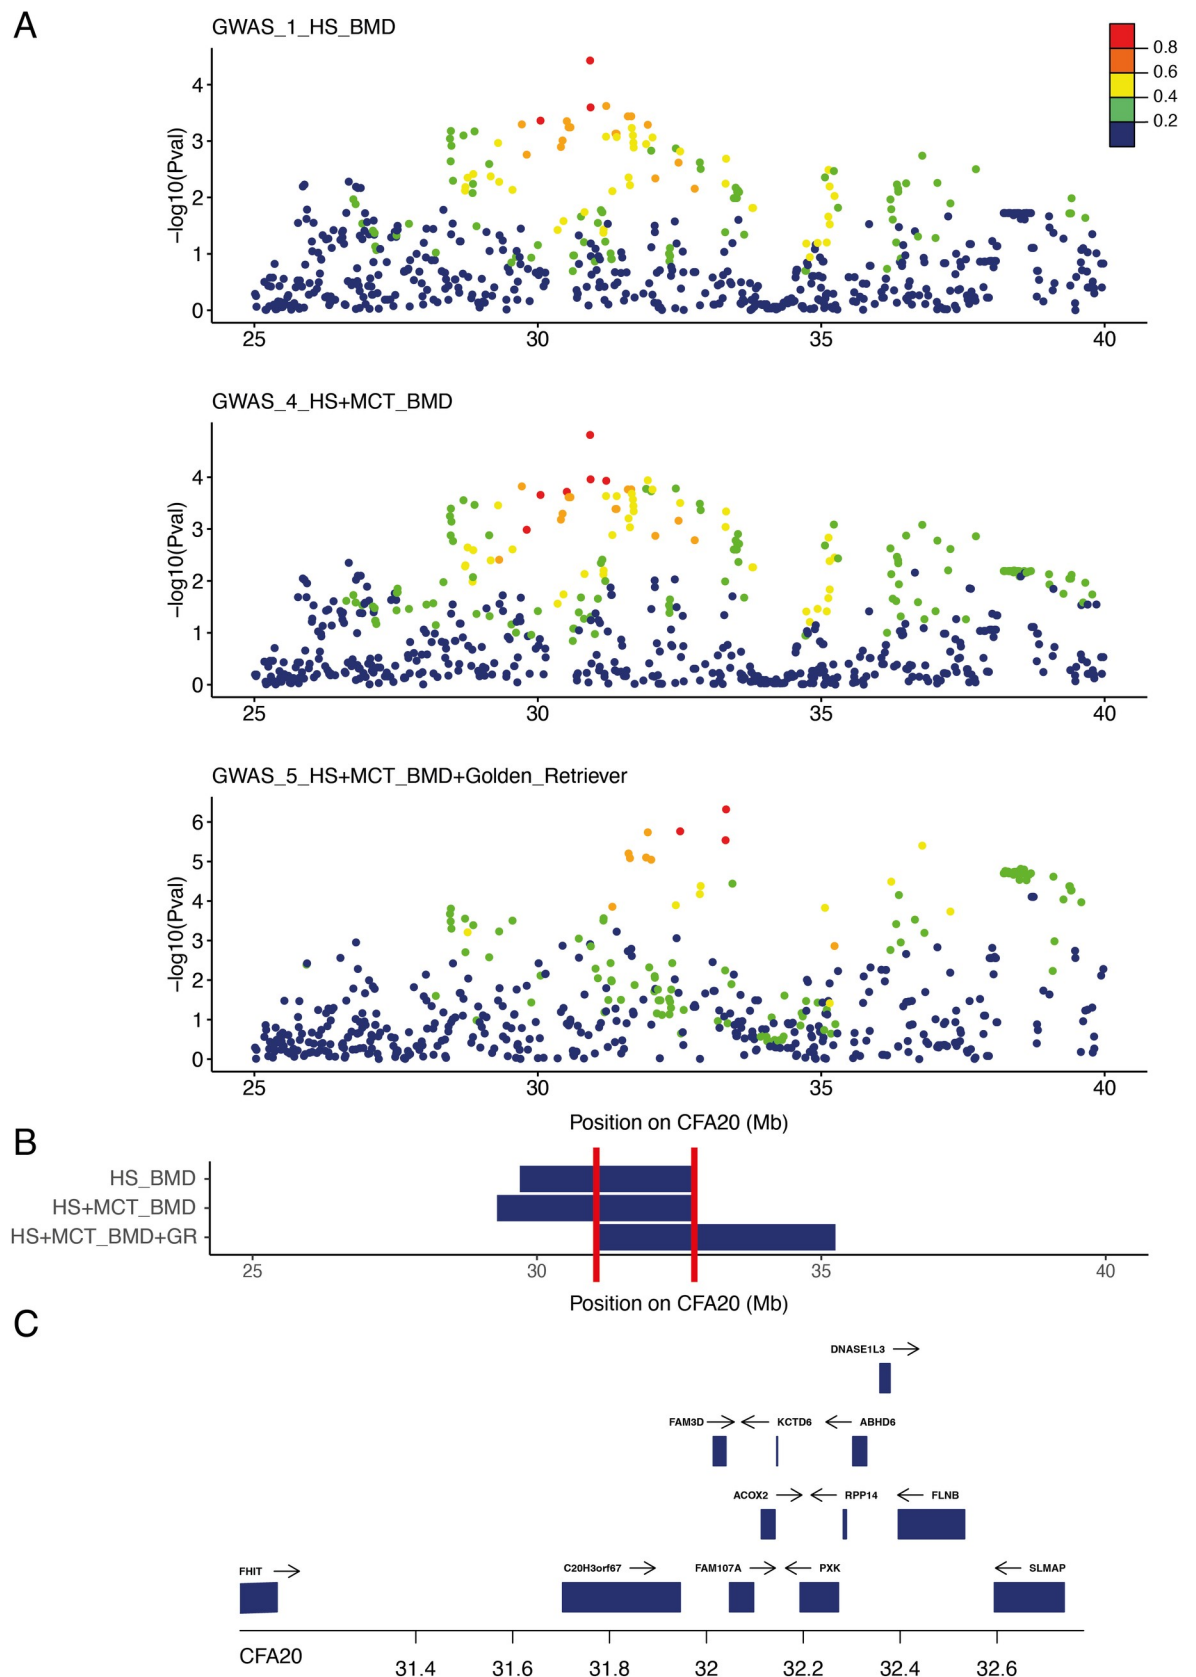 A
GWAS_1_HS_BMD
0.8
0.6
0.4
0.2
4
3
2
1
0
−log10(Pval)
25 30 35 40
GWAS_4_HS+MCT_BMD
4
3
2
1
0
−log10(Pval)
25 30 35 40
GWAS_5_HS+MCT_BMD+Golden_Retriever
6
5
4
3
2
1
0
−log10(Pval)
25 30 35 40
Position on CFA20 (Mb)
B
HS_BMD
HS+MCT_BMD
HS+MCT_BMD+GR
25 30 35 40
Position on CFA20 (Mb)
C
DNASE1L3
FAM3D KCTD6 ABHD6
ACOX2 RPP14 FLNB
FHIT C20H3orf67 FAM107A PXK SLMAP
CFA20 31.4 31.6 31.8 32 32.2 32.4 32.6